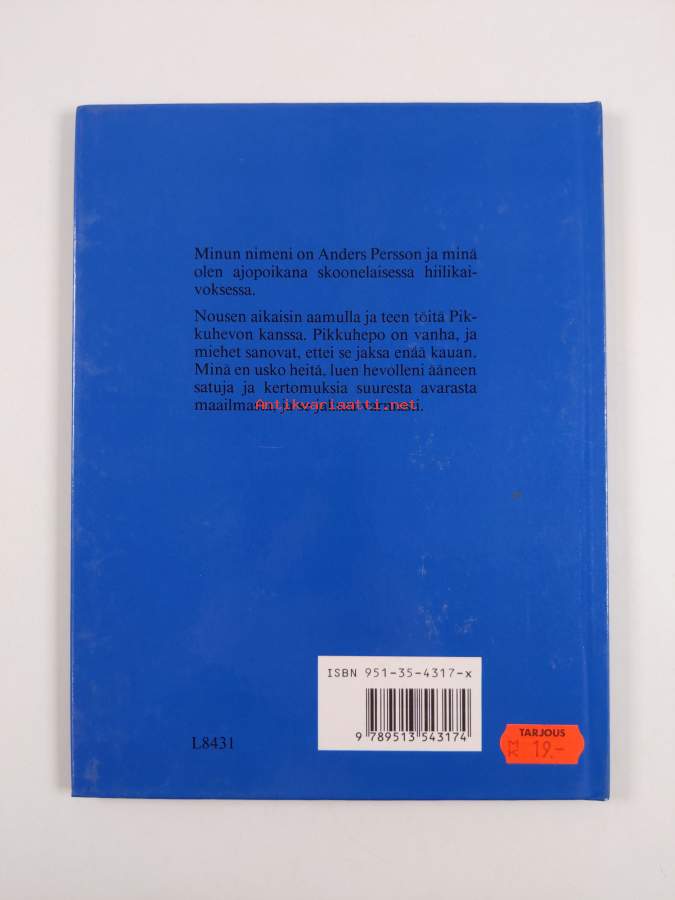 Minun nimeni on Anders Persson ja minä
olen ajopoikana skoonelaisessa hiilikai-
voksessa.
Nousen aikaisin aamulla ja teen töitä Pik-
kuhevon kanssa. Pikkuhepo on vanha, ja
miehet sanovat, ettei se jaksa enää kauan.
Minä en usko heitä, luen hevolleni ääneen
satuja ja kertomuksia suuresta avarasta
Antikvariaatti.net
ISBN 951-35-4317-x
9 789513 543174
L8431
TARJOUS
19.-